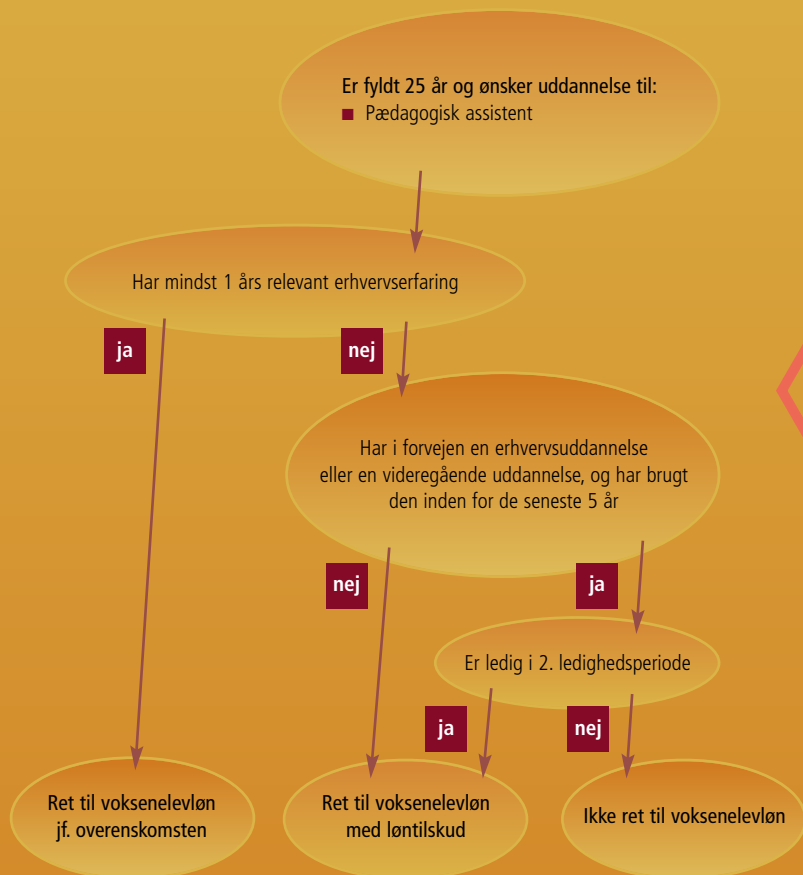 Er fyldt 25 år og ønsker uddannelse til:
Pædagogisk assistent
Har mindst 1 års relevant erhvervserfaring
ja
nej
Har i forvejen en erhvervsuddannelse
eller en videregående uddannelse, og har brugt
den inden for de seneste 5 år
nej
ja
Er ledig i 2. ledighedsperiode
ja
nej
Ret til voksenelevløn
jf. overenskomsten
Ret til voksenelevløn
med løntilskud
Ikke ret til voksenelevløn